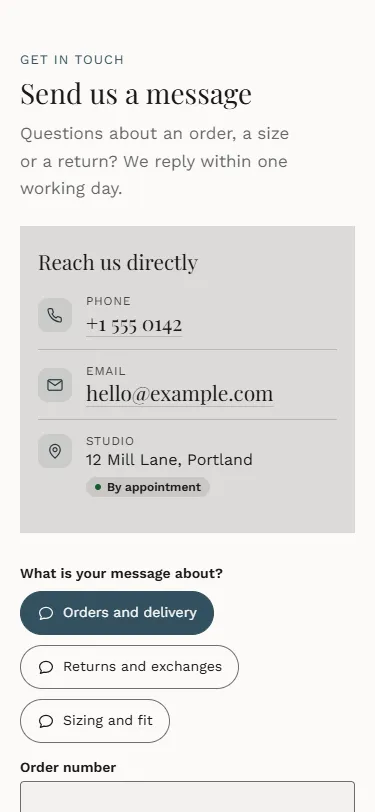 GET IN TOUCH
Send us a message
Questions about an order, a size
or a return? We reply within one
working day.
Reach us directly
PHONE
+1 555 0142
EMAIL
hello@example.com
STUDIO
12 Mill Lane, Portland
By appointment
What is your message about?
Orders and delivery
Returns and exchanges
Sizing and fit
Order number